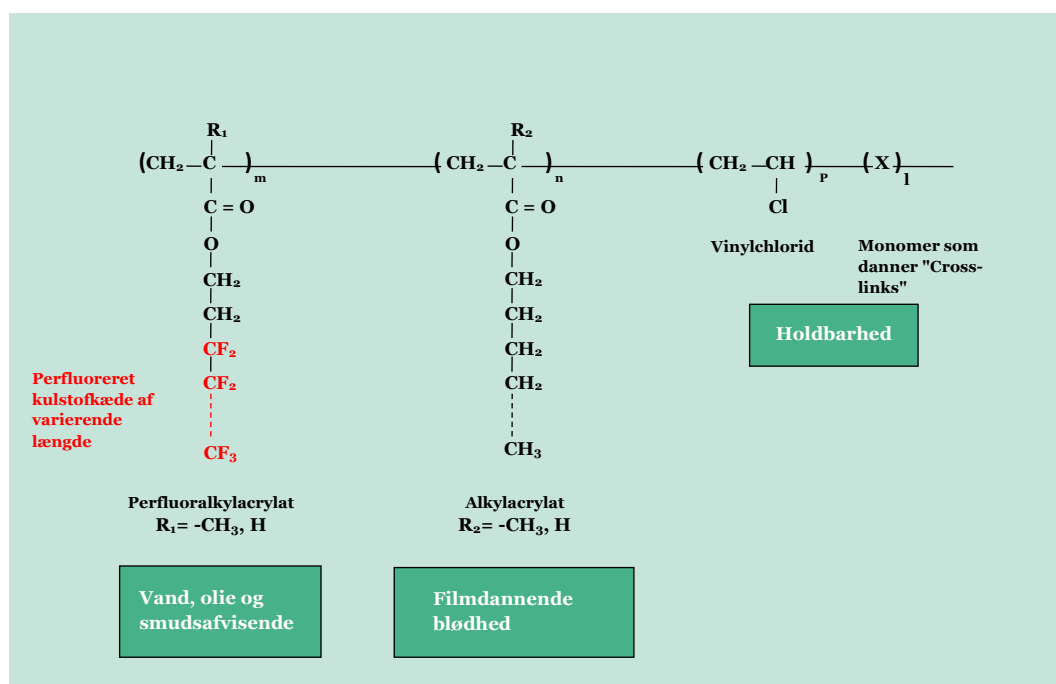 R₁ R₂
(CH₂ C )m (CH₂ C )n (CH₂ CH )P (X)l
C = O C = O Cl
O O
Vinylchlorid
Monomer som
danner "Cross-
links"
CH₂ CH₂
CH₂ CH₂
Holdbarhed
CF₂ CH₂
CF₂ CH₂
Perfluoreret
kulstofkæde af
varierende
længde
CF₃ CH₃
Perfluoralkylacrylat
R₁= -CH₃, H
Alkylacrylat
R₂= -CH₃, H
Vand, olie og
smudsafvisende
Filmdannende
blødhed